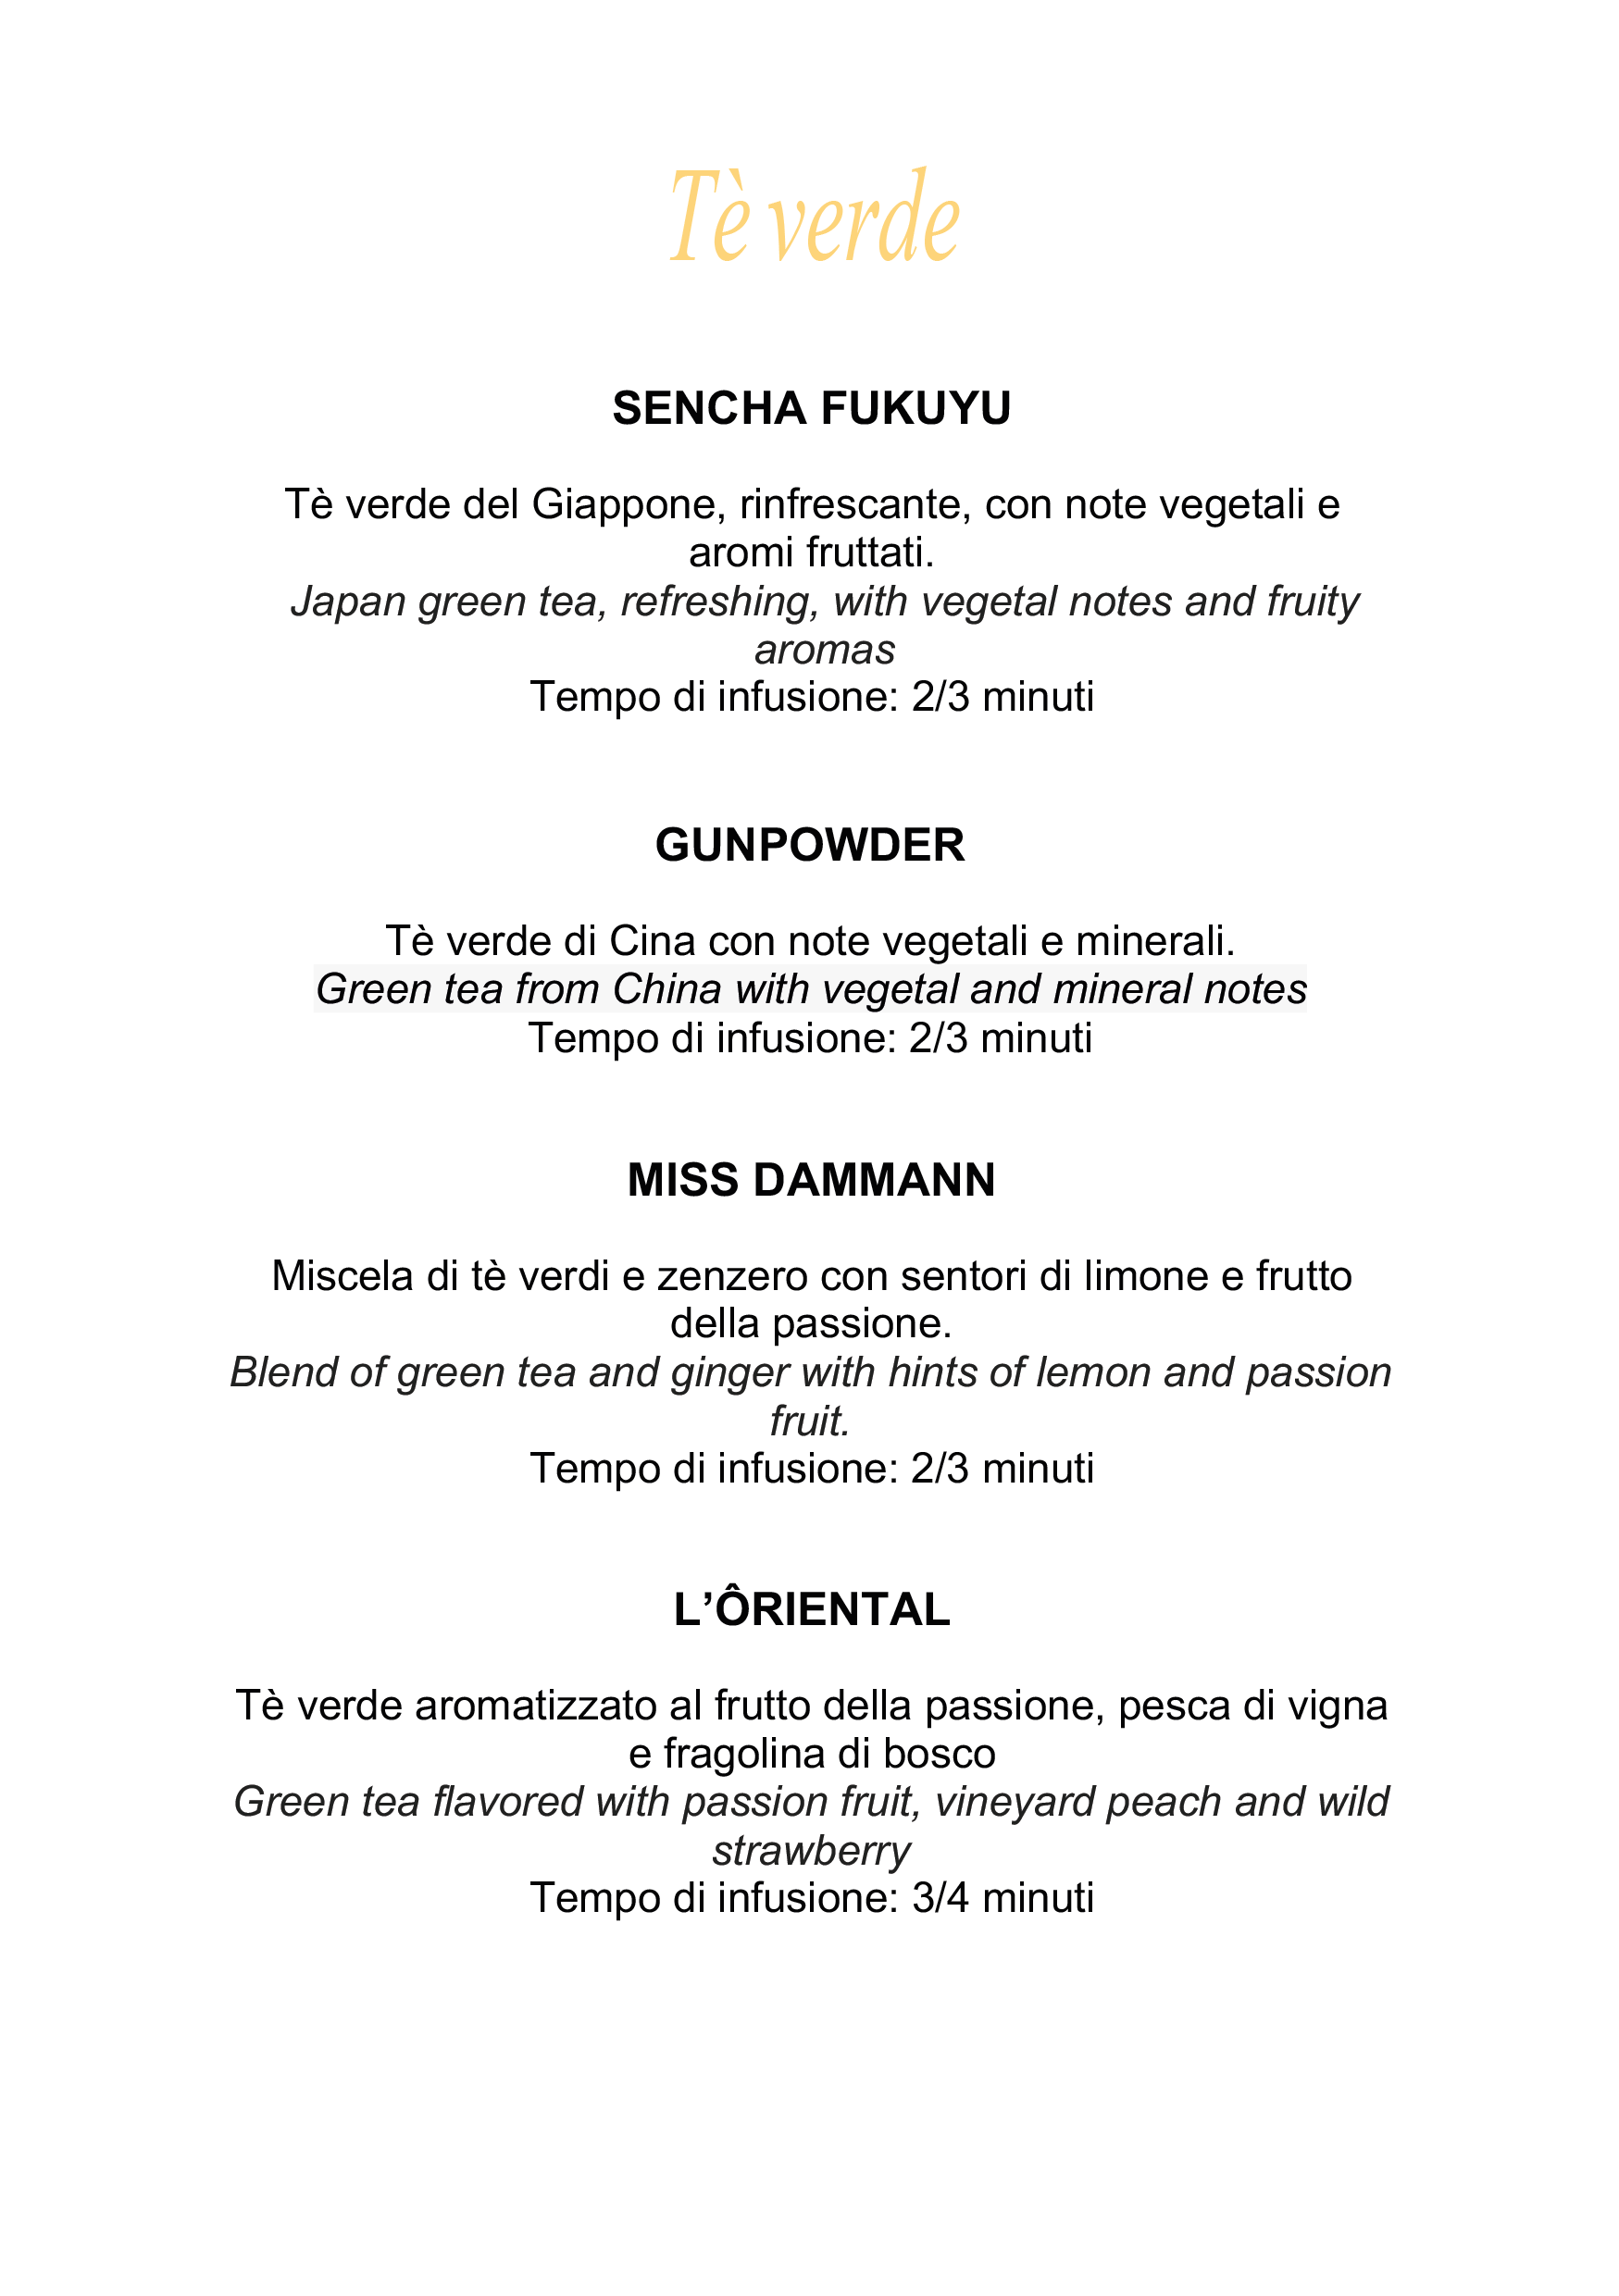 Tè verde
SENCHA FUKUYU
Tè verde del Giappone, rinfrescante, con note vegetali e
aromi fruttati.
Japan green tea, refreshing, with vegetal notes and fruity
aromas
Tempo di infusione: 2/3 minuti
GUNPOWDER
Tè verde di Cina con note vegetali e minerali.
Green tea from China with vegetal and mineral notes
Tempo di infusione: 2/3 minuti
MISS DAMMANN
Miscela di tè verdi e zenzero con sentori di limone e frutto
della passione.
Blend of green tea and ginger with hints of lemon and passion
fruit.
Tempo di infusione: 2/3 minuti
L’ÔRIENTAL
Tè verde aromatizzato al frutto della passione, pesca di vigna
e fragolina di bosco
Green tea flavored with passion fruit, vineyard peach and wild
strawberry
Tempo di infusione: 3/4 minuti